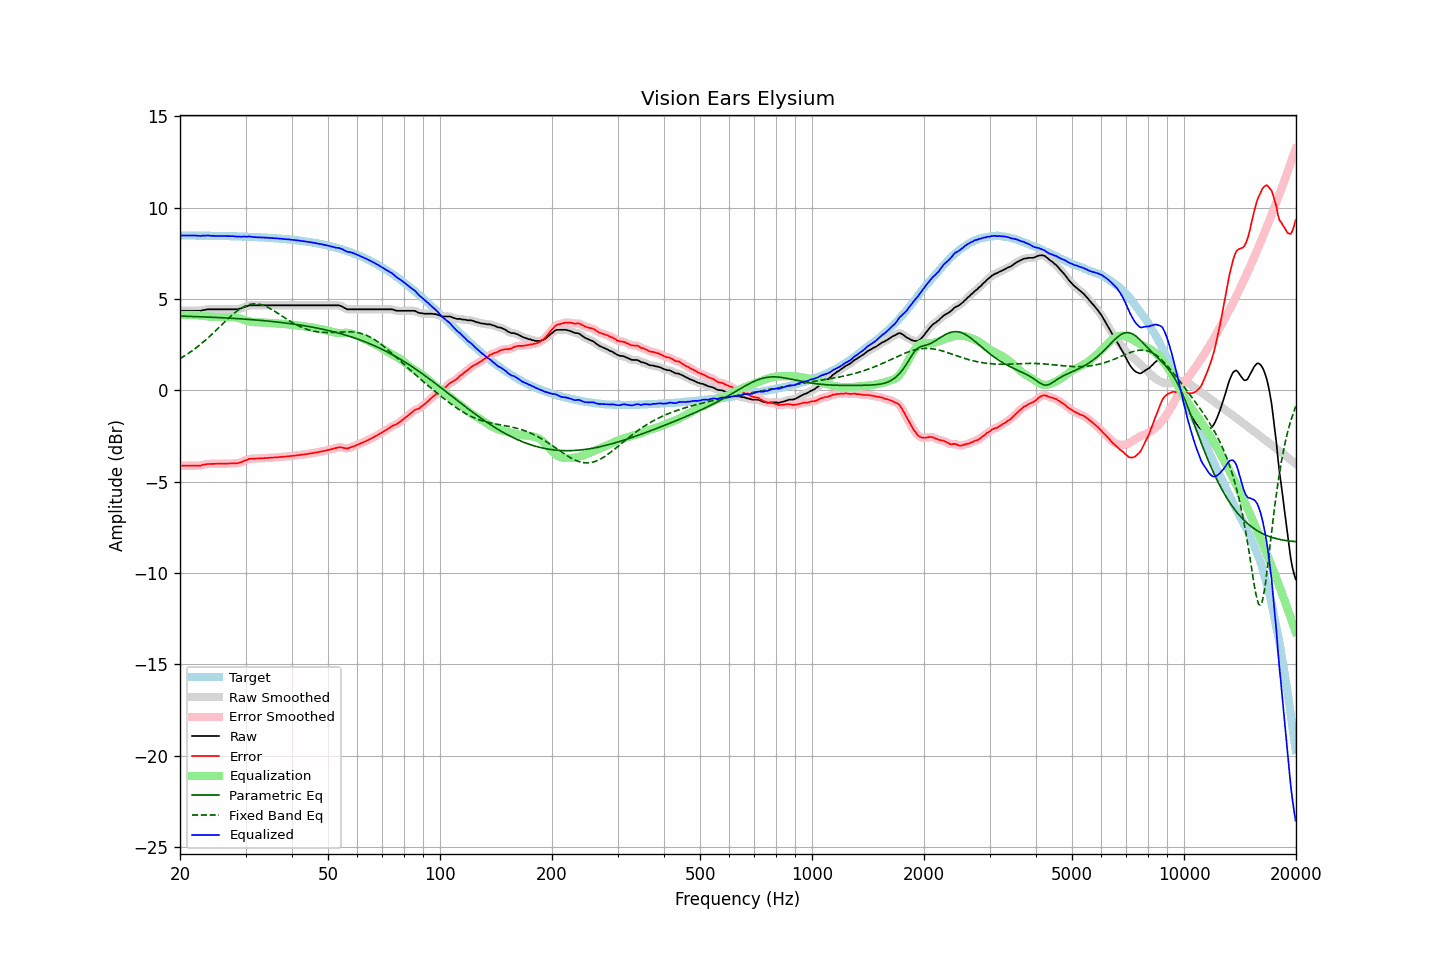 Vision Ears Elysium
15
10
5
0
−5
−10
−15
−20
−25
Amplitude (dBr)
Target
Raw Smoothed
Error Smoothed
Raw
Error
Equalization
Parametric Eq
Fixed Band Eq
Equalized
20 50 100 200 500 1000 2000 5000 10000 20000
Frequency (Hz)